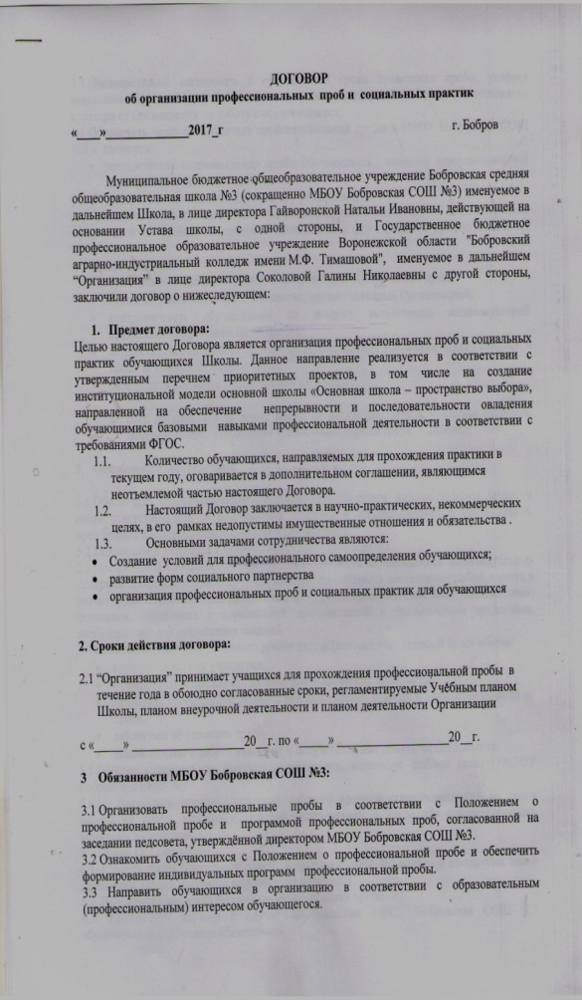 ДОГОВОР
об организации профессиональных проб и социальных практик
«___»______________2017_г
г. Бобров
Муниципальное бюджетное общеобразовательное учреждение Бобровская средняя
общеобразовательная школа №3 (сокращенно МБОУ Бобровская СОШ №3) именуемое в
дальнейшем Школа, в лице директора Гайворонской Натальи Ивановны, действующей на
основании Устава школы, с одной стороны, и Государственное бюджетное
профессиональное образовательное учреждение Воронежской области "Бобровский
аграрно-индустриальный колледж имени М.Ф. Тимашовой", именуемое в дальнейшем
“Организация” в лице директора Соколовой Галины Николаевны с другой стороны,
заключили договор о нижеследующем:
1. Предмет договора:
Целью настоящего Договора является организация профессиональных проб и социальных
практик обучающихся Школы. Данное направление реализуется в соответствии с
утвержденным перечнем приоритетных проектов, в том числе на создание
институциональной модели основной школы «Основная школа – пространство выбора»,
направленной на обеспечение непрерывности и последовательности овладения
обучающимися базовыми навыками профессиональной деятельности в соответствии с
требованиями ФГОС.
1.1. Количество обучающихся, направляемых для прохождения практики в
текущем году, оговаривается в дополнительном соглашении, являющимся
неотъемлемой частью настоящего Договора.
1.2. Настоящий Договор заключается в научно-практических, некоммерческих
целях, в его рамках недопустимы имущественные отношения и обязательства .
1.3. Основными задачами сотрудничества являются:
• Создание условий для профессионального самоопределения обучающихся;
• развитие форм социального партнерства
• организация профессиональных проб и социальных практик для обучающихся
2. Сроки действия договора:
2.1 “Организация” принимает учащихся для прохождения профессиональной пробы в
течение года в обоюдно согласованные сроки, регламентируемые Учебным планом
Школы, планом внеурочной деятельности и планом деятельности Организации
с «_____» ___________________20__г. по «_____» ___________________20__г.
3 Обязанности МБОУ Бобровская СОШ №3:
3.1 Организовать профессиональные пробы в соответствии с Положением о
профессиональной пробе и программой профессиональных проб, согласованной на
заседании педсовета, утверждённой директором МБОУ Бобровская СОШ №3.
3.2 Ознакомить обучающихся с Положением о профессиональной пробе и обеспечить
формирование индивидуальных программ профессиональной пробы.
3.3 Направить обучающихся в организацию в соответствии с образовательным
(профессиональным) интересом обучающегося.